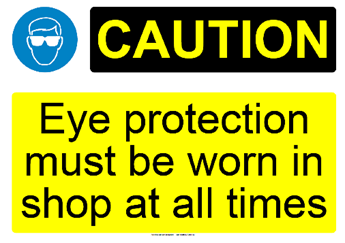 CAUTION
Eye protection
must be worn in
shop at all times